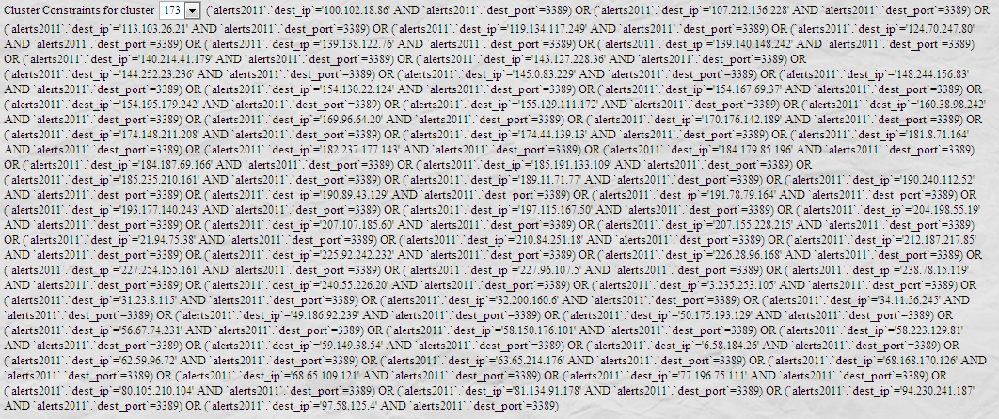 Cluster Constraints for cluster 173 (`alerts2011`.`dest_ip`='100.102.18.86' AND `alerts2011`.`dest_port`=3389) OR (`alerts2011`.`dest_ip`='107.212.156.228' AND `alerts2011`.`dest_port`=3389) OR
(`alerts2011`.`dest_ip`='113.103.26.21' AND `alerts2011`.`dest_port`=3389) OR (`alerts2011`.`dest_ip`='119.134.117.249' AND `alerts2011`.`dest_port`=3389) OR (`alerts2011`.`dest_ip`='124.70.247.80'
AND `alerts2011`.`dest_port`=3389) OR (`alerts2011`.`dest_ip`='139.138.122.76' AND `alerts2011`.`dest_port`=3389) OR (`alerts2011`.`dest_ip`='139.140.148.242' AND `alerts2011`.`dest_port`=3389)
OR (`alerts2011`.`dest_ip`='140.214.41.179' AND `alerts2011`.`dest_port`=3389) OR (`alerts2011`.`dest_ip`='143.127.228.36' AND `alerts2011`.`dest_port`=3389) OR
(`alerts2011`.`dest_ip`='144.252.23.256' AND `alerts2011`.`dest_port`=3389) OR (`alerts2011`.`dest_ip`='145.0.83.229' AND `alerts2011`.`dest_port`=3389) OR (`alerts2011`.`dest_ip`='148.244.156.83'
AND `alerts2011`.`dest_port`=3389) OR (`alerts2011`.`dest_ip`='154.130.22.124' AND `alerts2011`.`dest_port`=3389) OR (`alerts2011`.`dest_ip`='154.167.69.37' AND `alerts2011`.`dest_port`=3389) OR
(`alerts2011`.`dest_ip`='154.195.179.242' AND `alerts2011`.`dest_port`=3389) OR (`alerts2011`.`dest_ip`='155.129.111.172' AND `alerts2011`.`dest_port`=3389) OR (`alerts2011`.`dest_ip`='160.38.98.242'
AND `alerts2011`.`dest_port`=3389) OR (`alerts2011`.`dest_ip`='169.96.64.20' AND `alerts2011`.`dest_port`=3389) OR (`alerts2011`.`dest_ip`='170.176.142.189' AND `alerts2011`.`dest_port`=3389) OR
(`alerts2011`.`dest_ip`='174.148.211.208' AND `alerts2011`.`dest_port`=3389) OR (`alerts2011`.`dest_ip`='174.44.139.13' AND `alerts2011`.`dest_port`=3389) OR (`alerts2011`.`dest_ip`='181.8.71.164'
AND `alerts2011`.`dest_port`=3389) OR (`alerts2011`.`dest_ip`='182.237.177.143' AND `alerts2011`.`dest_port`=3389) OR (`alerts2011`.`dest_ip`='184.179.85.196' AND `alerts2011`.`dest_port`=3389)
OR (`alerts2011`.`dest_ip`='184.187.69.166' AND `alerts2011`.`dest_port`=3389) OR (`alerts2011`.`dest_ip`='185.191.133.109' AND `alerts2011`.`dest_port`=3389) OR
(`alerts2011`.`dest_ip`='185.235.210.161' AND `alerts2011`.`dest_port`=3389) OR (`alerts2011`.`dest_ip`='189.11.71.77' AND `alerts2011`.`dest_port`=3389) OR (`alerts2011`.`dest_ip`='190.240.112.52'
AND `alerts2011`.`dest_port`=3389) OR (`alerts2011`.`dest_ip`='190.89.43.129' AND `alerts2011`.`dest_port`=3389) OR (`alerts2011`.`dest_ip`='191.78.79.164' AND `alerts2011`.`dest_port`=3389) OR
(`alerts2011`.`dest_ip`='193.177.140.243' AND `alerts2011`.`dest_port`=3389) OR (`alerts2011`.`dest_ip`='197.115.167.50' AND `alerts2011`.`dest_port`=3389) OR (`alerts2011`.`dest_ip`='204.198.55.19'
AND `alerts2011`.`dest_port`=3389) OR (`alerts2011`.`dest_ip`='207.107.185.60' AND `alerts2011`.`dest_port`=3389) OR (`alerts2011`.`dest_ip`='207.155.228.215' AND `alerts2011`.`dest_port`=3389)
OR (`alerts2011`.`dest_ip`='21.94.75.38' AND `alerts2011`.`dest_port`=3389) OR (`alerts2011`.`dest_ip`='210.84.251.18' AND `alerts2011`.`dest_port`=3389) OR (`alerts2011`.`dest_ip`='212.187.217.85'
AND `alerts2011`.`dest_port`=3389) OR (`alerts2011`.`dest_ip`='225.92.242.232' AND `alerts2011`.`dest_port`=3389) OR (`alerts2011`.`dest_ip`='226.28.96.168' AND `alerts2011`.`dest_port`=3389) OR
(`alerts2011`.`dest_ip`='227.254.155.161' AND `alerts2011`.`dest_port`=3389) OR (`alerts2011`.`dest_ip`='227.96.107.5' AND `alerts2011`.`dest_port`=3389) OR (`alerts2011`.`dest_ip`='238.78.15.119'
AND `alerts2011`.`dest_port`=3389) OR (`alerts2011`.`dest_ip`='240.55.226.20' AND `alerts2011`.`dest_port`=3389) OR (`alerts2011`.`dest_ip`='3.235.253.105' AND `alerts2011`.`dest_port`=3389) OR
(`alerts2011`.`dest_ip`='31.23.8.115' AND `alerts2011`.`dest_port`=3389) OR (`alerts2011`.`dest_ip`='32.200.160.6' AND `alerts2011`.`dest_port`=3389) OR (`alerts2011`.`dest_ip`='34.11.56.245' AND
`alerts2011`.`dest_port`=3389) OR (`alerts2011`.`dest_ip`='49.186.92.239' AND `alerts2011`.`dest_port`=3389) OR (`alerts2011`.`dest_ip`='50.175.193.129' AND `alerts2011`.`dest_port`=3389) OR
(`alerts2011`.`dest_ip`='56.67.74.231' AND `alerts2011`.`dest_port`=3389) OR (`alerts2011`.`dest_ip`='58.150.176.101' AND `alerts2011`.`dest_port`=3389) OR (`alerts2011`.`dest_ip`='58.223.129.81'
AND `alerts2011`.`dest_port`=3389) OR (`alerts2011`.`dest_ip`='59.149.38.54' AND `alerts2011`.`dest_port`=3389) OR (`alerts2011`.`dest_ip`='6.58.184.26' AND `alerts2011`.`dest_port`=3389) OR
(`alerts2011`.`dest_ip`='62.59.96.72' AND `alerts2011`.`dest_port`=3389) OR (`alerts2011`.`dest_ip`='63.65.214.176' AND `alerts2011`.`dest_port`=3389) OR (`alerts2011`.`dest_ip`='68.168.170.126' AND
`alerts2011`.`dest_port`=3389) OR (`alerts2011`.`dest_ip`='68.65.109.121' AND `alerts2011`.`dest_port`=3389) OR (`alerts2011`.`dest_ip`='77.196.75.111' AND `alerts2011`.`dest_port`=3389) OR
(`alerts2011`.`dest_ip`='80.105.210.104' AND `alerts2011`.`dest_port`=3389) OR (`alerts2011`.`dest_ip`='81.134.91.178' AND `alerts2011`.`dest_port`=3389) OR (`alerts2011`.`dest_ip`='94.230.241.187'
AND `alerts2011`.`dest_port`=3389) OR (`alerts2011`.`dest_ip`='97.58.125.4' AND `alerts2011`.`dest_port`=3389)